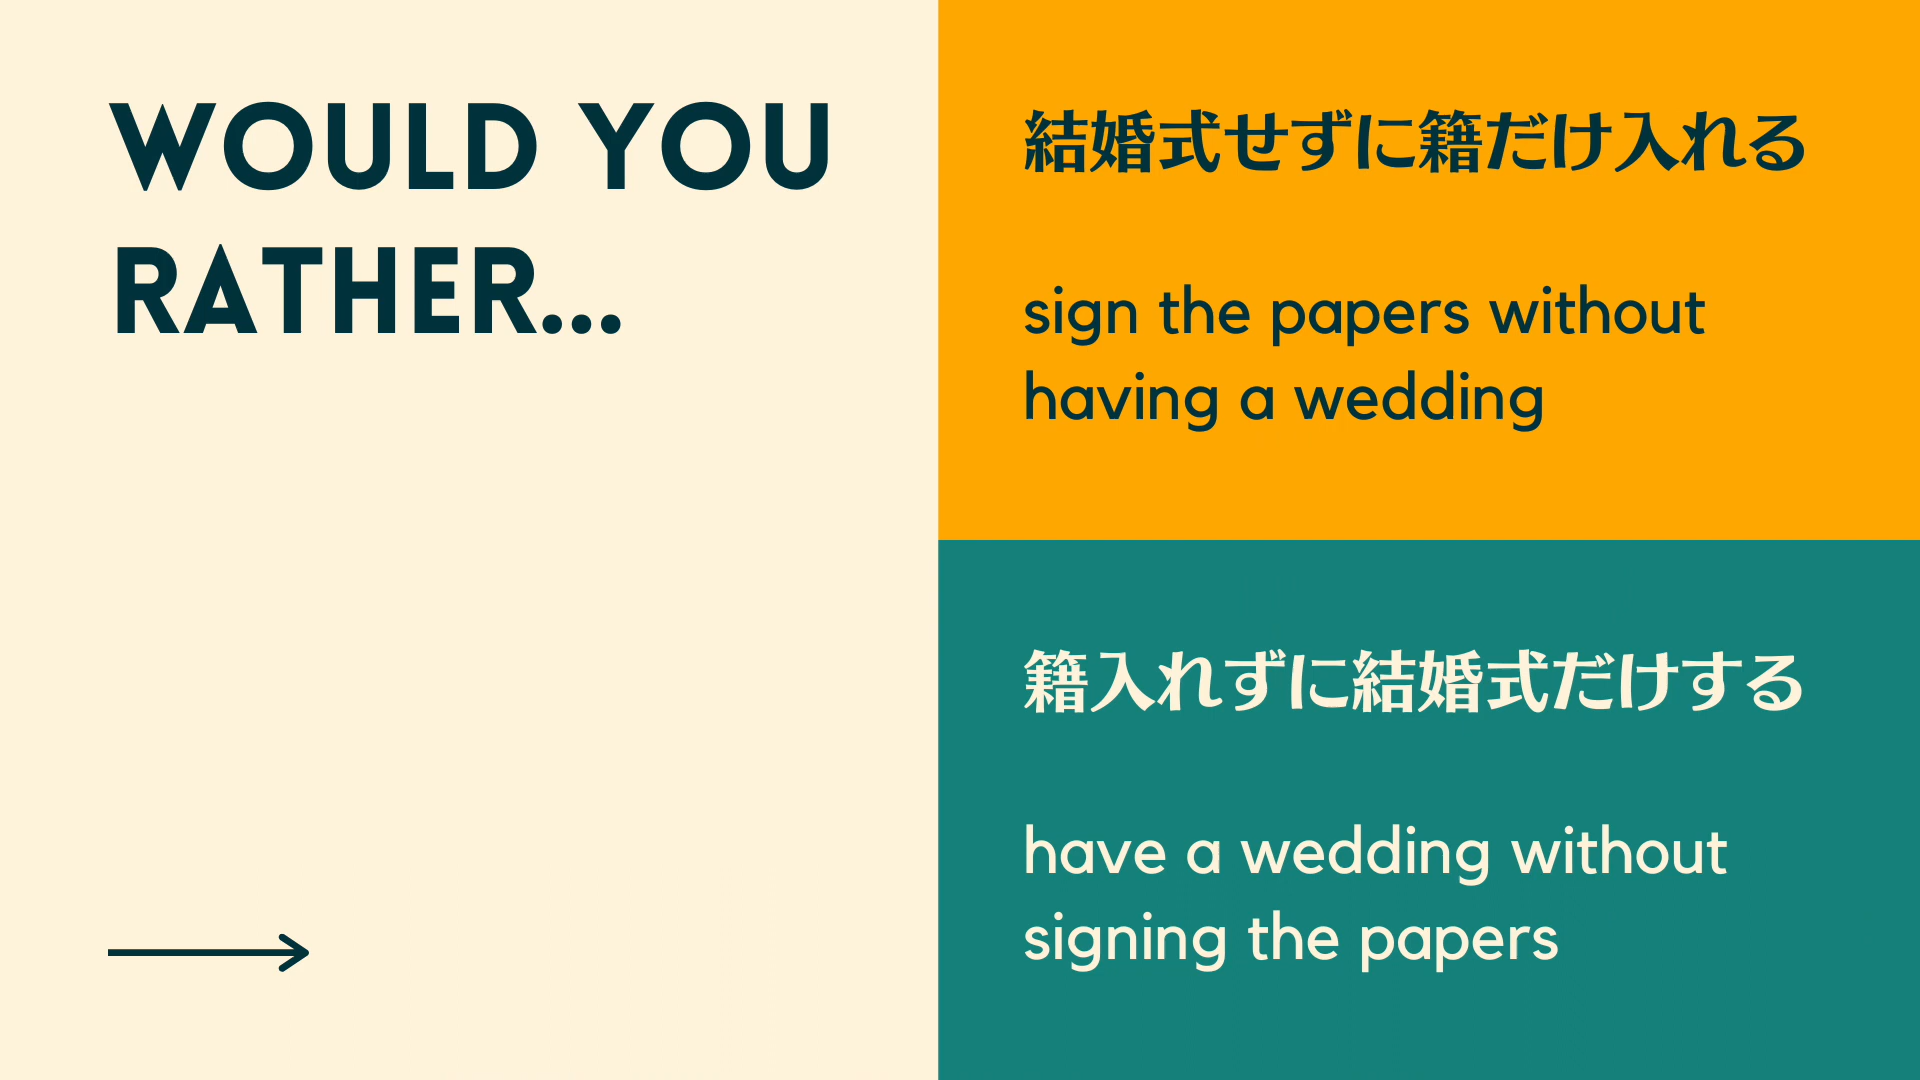 WOULD YOU
RATHER...
結婚式せずに籍だけ入れる
sign the papers without
having a wedding
籍入れずに結婚式だけする
have a wedding without
signing the papers